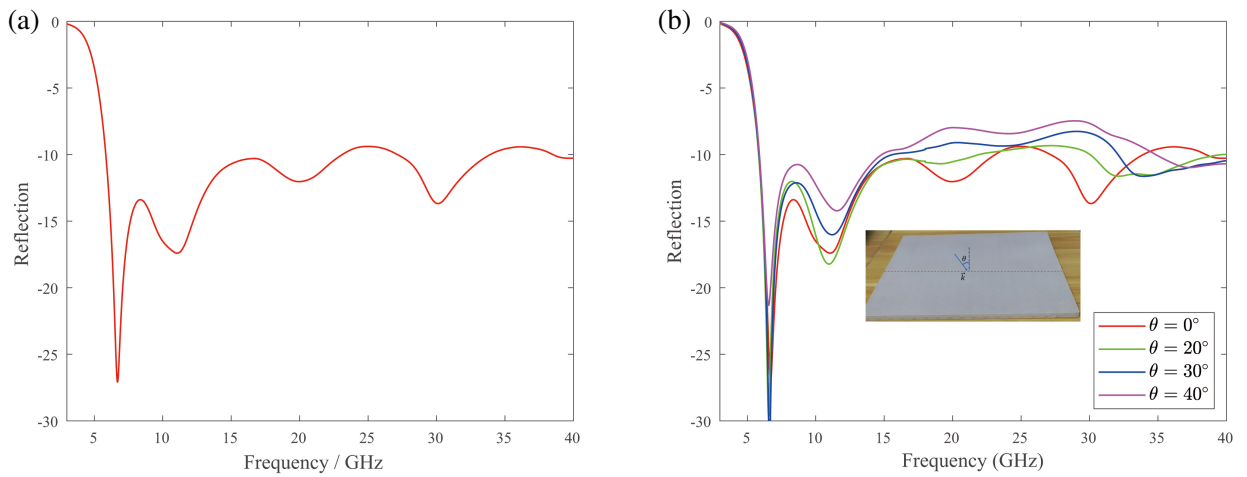 (a)
0
-5
-10
-15
-20
-25
-30
Reflection
5
10
15
20
25
30
35
40
Frequency / GHz
(b)
0
-5
-10
-15
-20
-25
-30
Reflection
5
10
15
20
25
30
35
40
Frequency (GHz)
θ
k
θ = 0°
θ = 20°
θ = 30°
θ = 40°